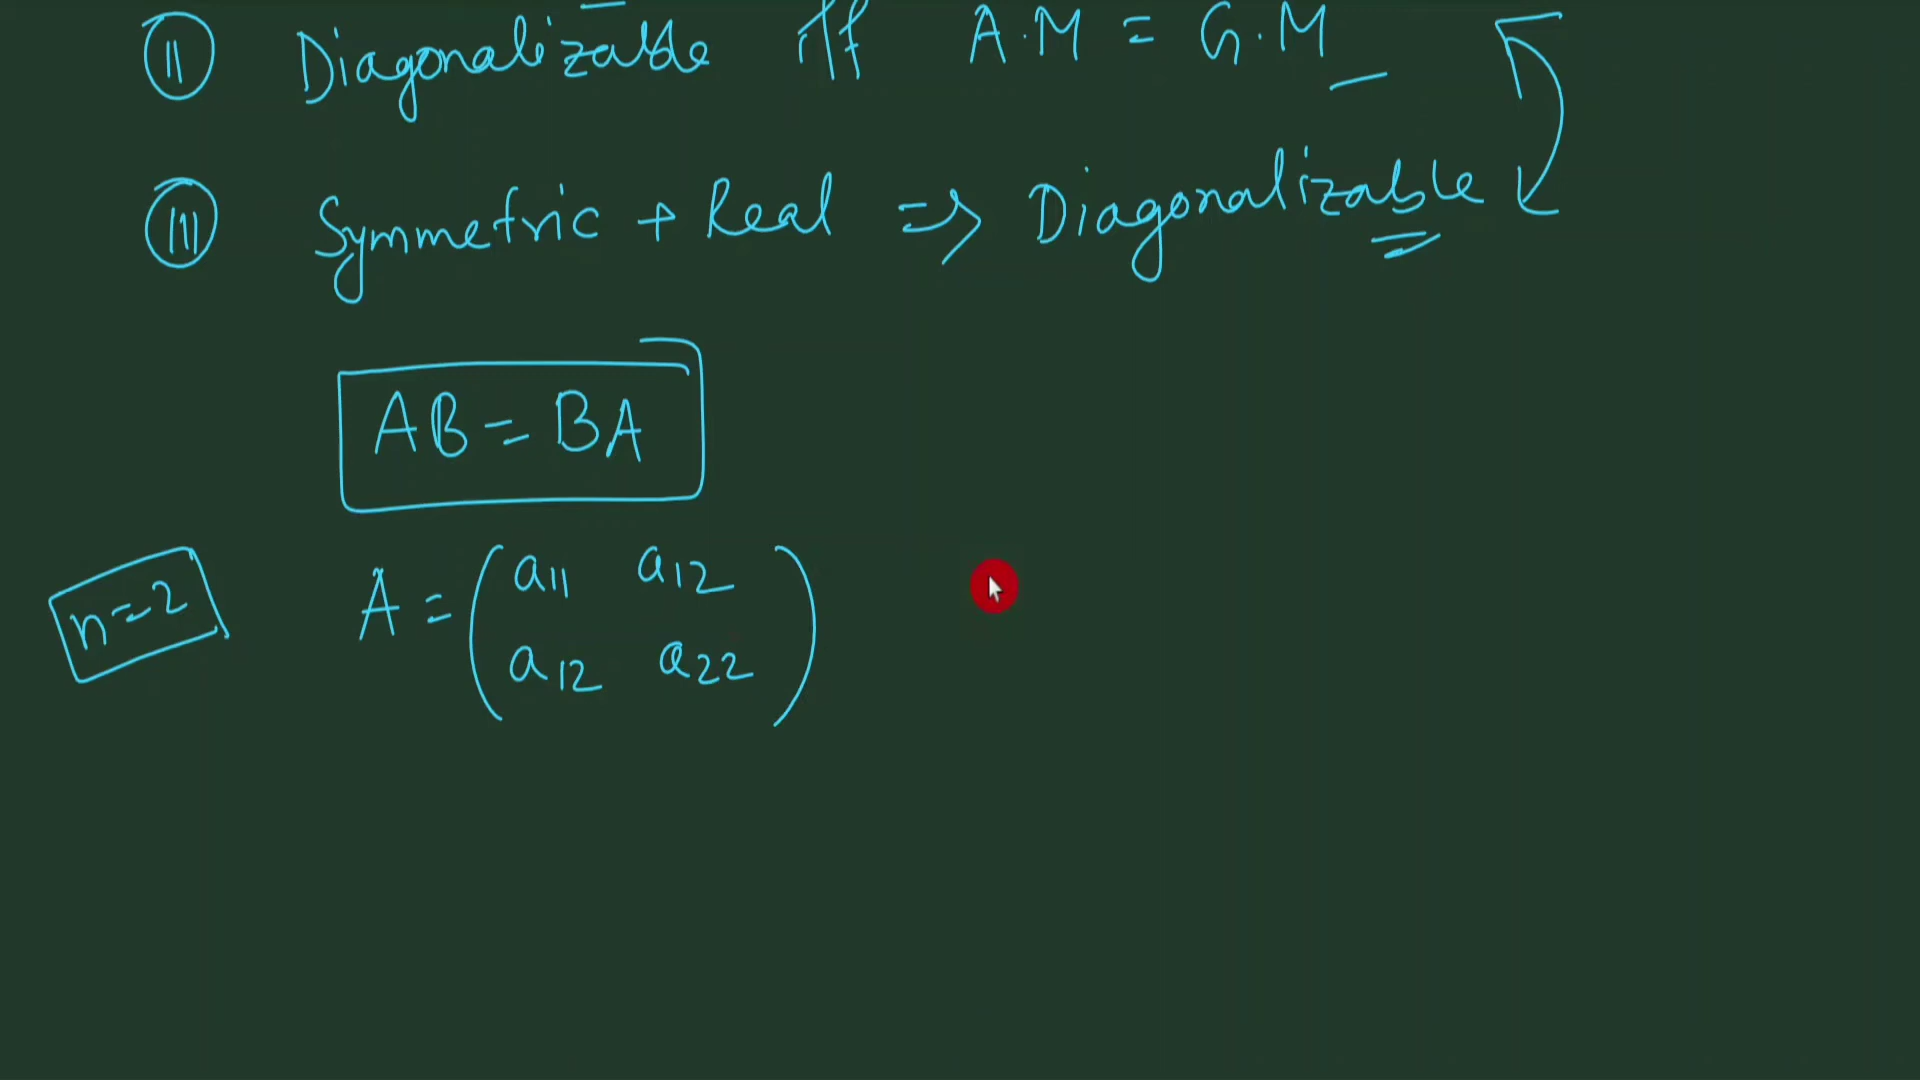 (II) Diagonalizable iff A.M = G.M
(III) Symmetric + Real => Diagonalizable
AB = BA
n=2 A = ( a11 a12
a12 a22 )